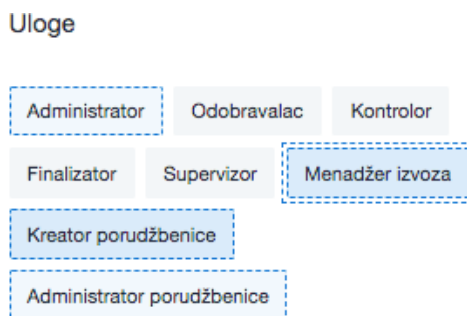 Uloge
Administrator Odobravalac Kontrolor
Finalizator Supervizor Menadžer izvoza
Kreator porudžbenice
Administrator porudžbenice